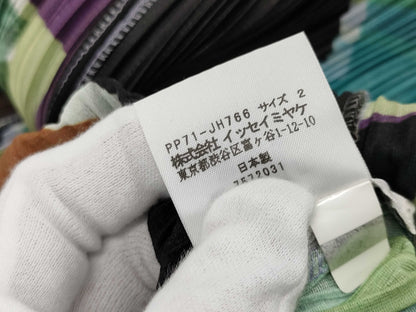 PP71-JH766 サイズ 2
株式会社 イッセイミヤケ
東京都渋谷区富ヶ谷1-12-10
日本製
7572031